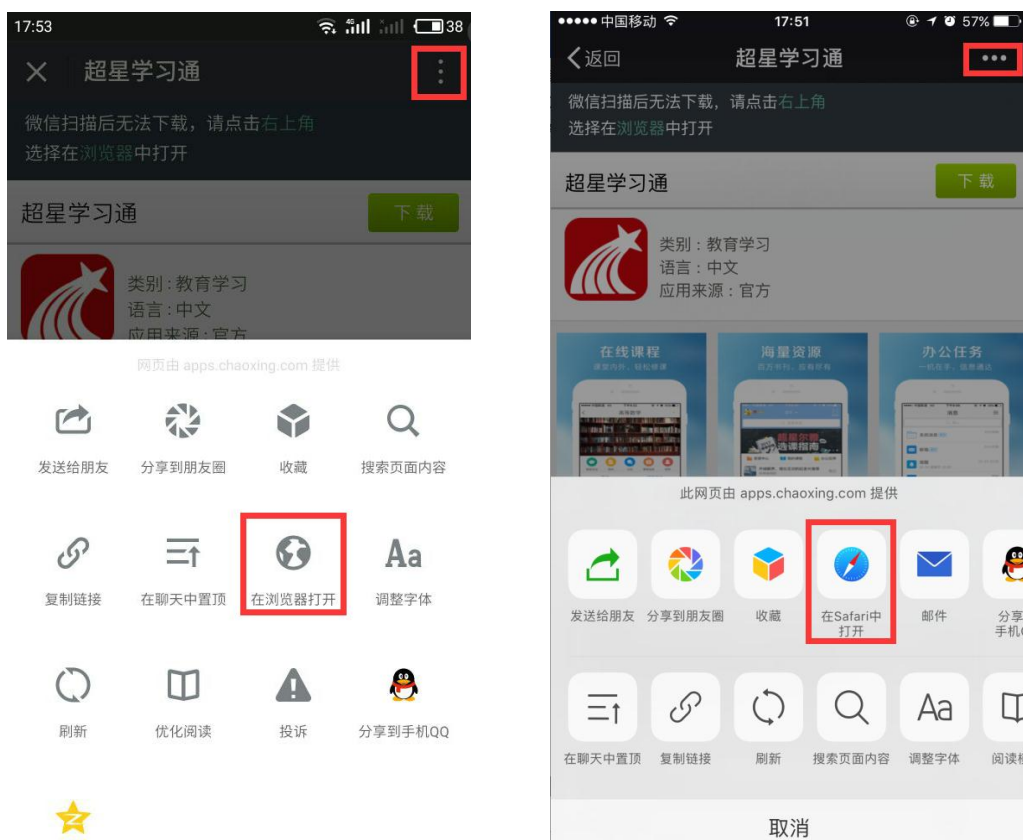 17:53
4G
38
超星学习通
微信扫描后无法下载，请点击右上角
选择在浏览器中打开
超星学习通
下载
类别：教育学习
语言：中文
应用来源：官方
网页由 apps.chaoxing.com 提供
发送给朋友 分享到朋友圈 收藏 搜索页面内容
Aa
复制链接 在聊天中置顶 在浏览器打开 调整字体
刷新 优化阅读 投诉 分享到手机QQ
中国移动 17:51 57%
返回 超星学习通
微信扫描后无法下载，请点击右上角
选择在浏览器中打开
超星学习通
下载
类别：教育学习
语言：中文
应用来源：官方
在线课程 海量资源 办公任务
此网页由 apps.chaoxing.com 提供
发送给朋友 分享到朋友圈 收藏 在Safari中 邮件 分享
打开 手机
Aa
在聊天中置顶 复制链接 刷新 搜索页面内容 调整字体 阅读
取消